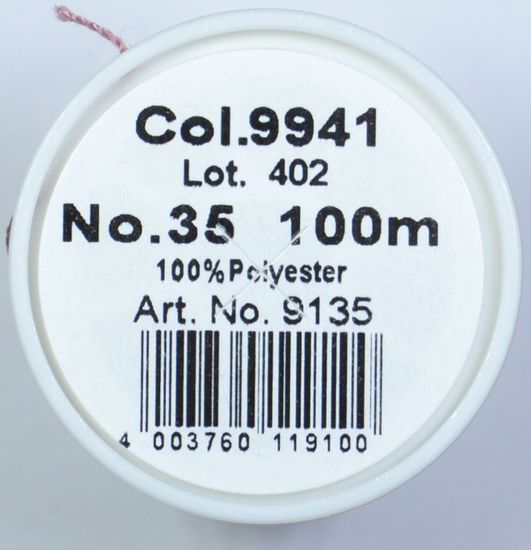 Col.9941
Lot. 402
No.35 100m
100%Polyester
Art. No. 9135
4 003760 119100